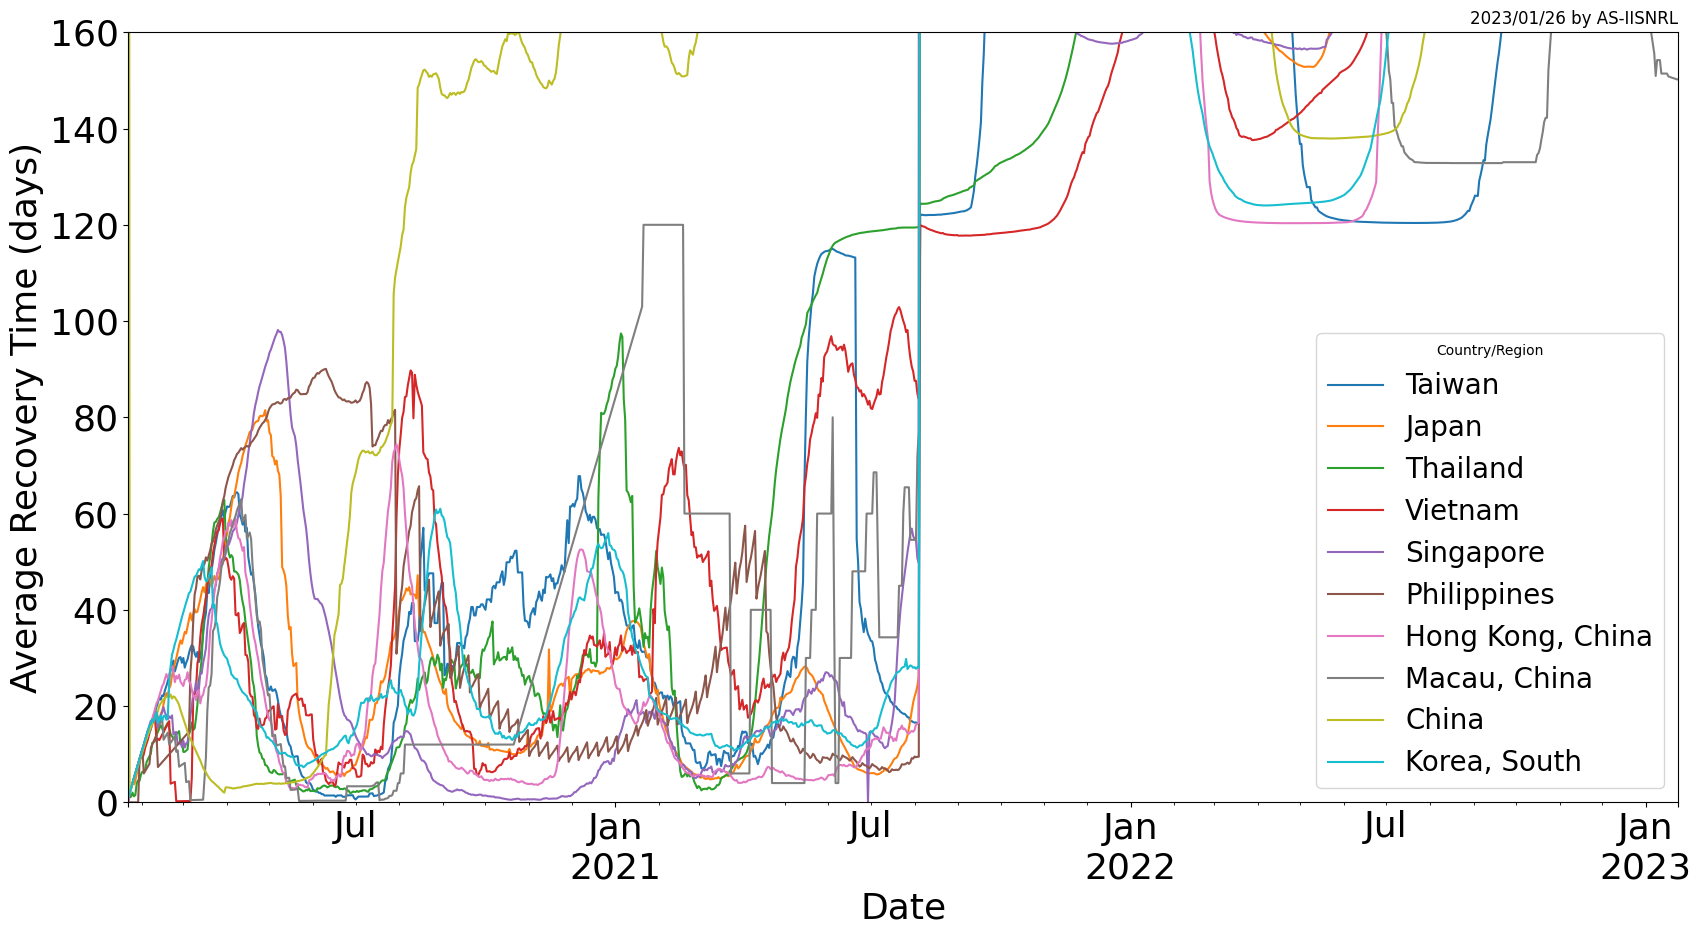 2023/01/26 by AS-IISNRL
Average Recovery Time (days)
160
140
120
100
80
60
40
20
0
Country/Region
Taiwan
Japan
Thailand
Vietnam
Singapore
Philippines
Hong Kong, China
Macau, China
China
Korea, South
Jul
Jan
2021
Jul
Jan
2022
Jul
Jan
2023
Date